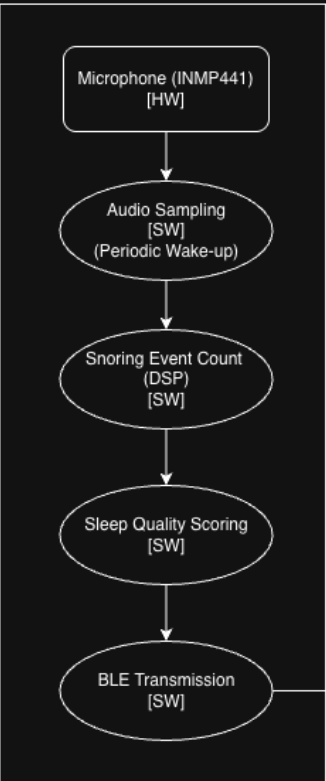 Microphone (INMP441)
[HW]
Audio Sampling
[SW]
(Periodic Wake-up)
Snoring Event Count
(DSP)
[SW]
Sleep Quality Scoring
[SW]
BLE Transmission
[SW]